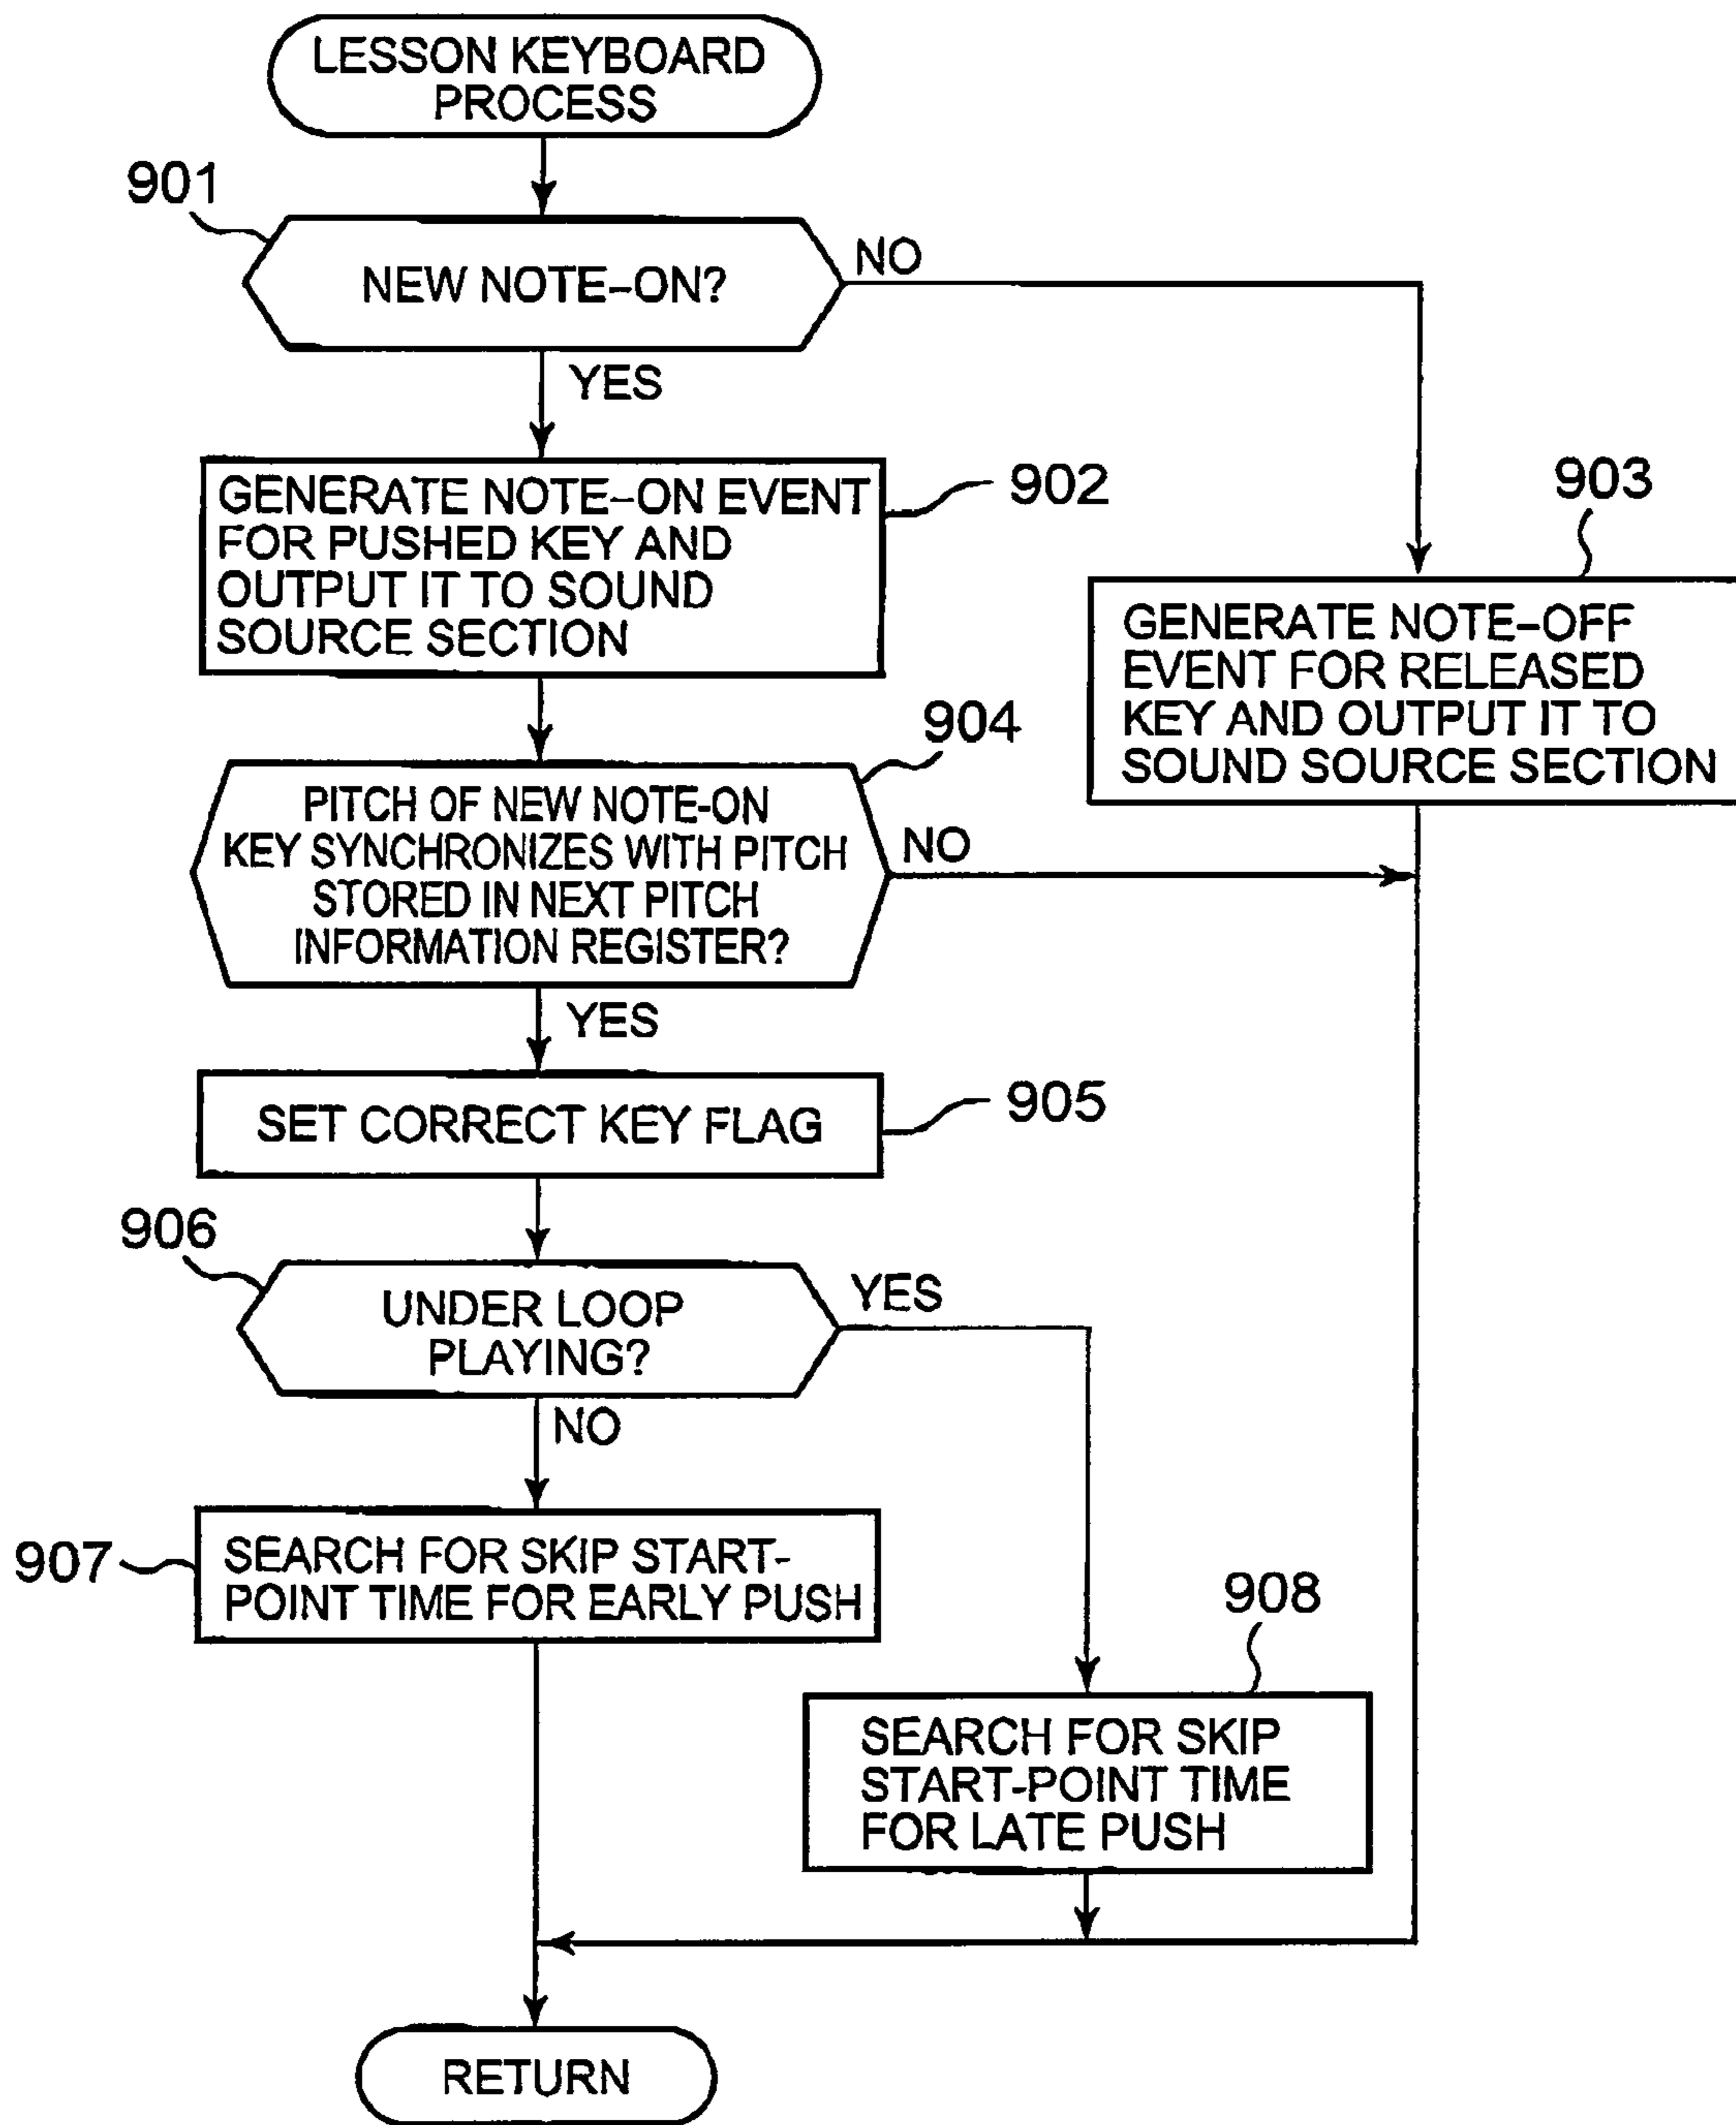 LESSON KEYBOARD
PROCESS
901
NEW NOTE–ON?
NO
YES
GENERATE NOTE–ON EVENT
FOR PUSHED KEY AND
OUTPUT IT TO SOUND
SOURCE SECTION
902
903
GENERATE NOTE–OFF
EVENT FOR RELEASED
KEY AND OUTPUT IT TO
SOUND SOURCE SECTION
904
PITCH OF NEW NOTE-ON
KEY SYNCHRONIZES WITH PITCH
STORED IN NEXT PITCH
INFORMATION REGISTER?
NO
YES
SET CORRECT KEY FLAG
905
906
UNDER LOOP
PLAYING?
YES
NO
907
SEARCH FOR SKIP START-
POINT TIME FOR EARLY PUSH
908
SEARCH FOR SKIP
START-POINT TIME
FOR LATE PUSH
RETURN